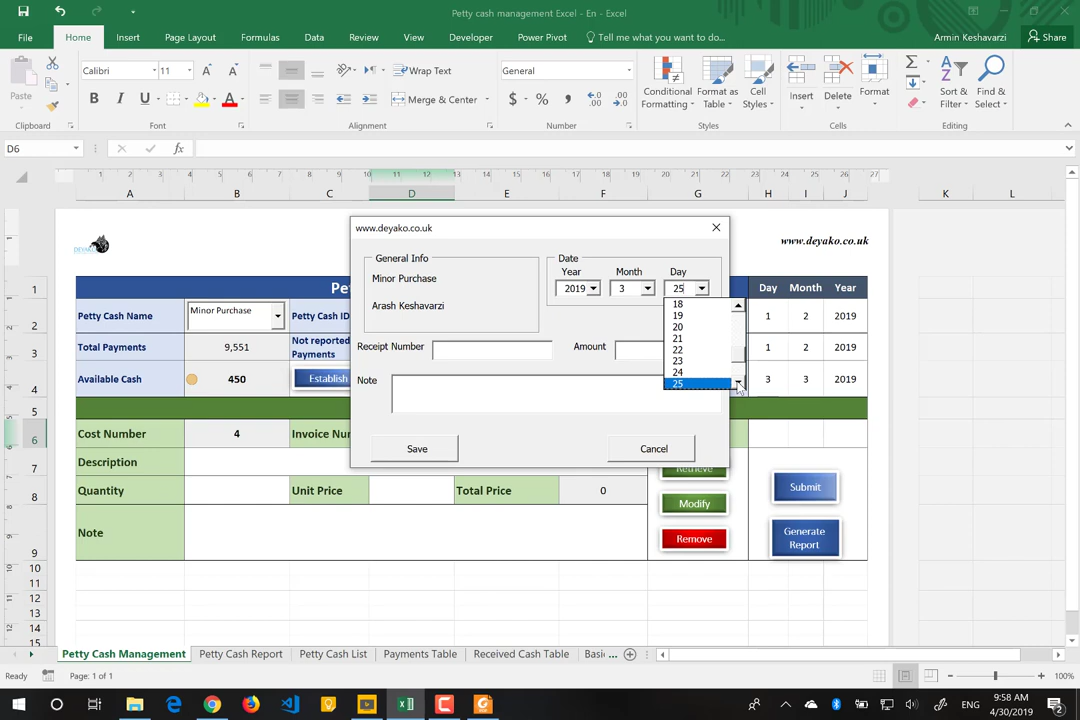 Petty cash management Excel - En - Excel
File Home Insert Page Layout Formulas Data Review View Developer Power Pivot Tell me what you want to do... Armin Keshavarzi Share
Paste
Calibri 11
B I U A
Wrap Text
Merge & Center
General
$ % ,
Conditional Formatting
Format as Table
Cell Styles
Insert
Delete
Format
Sort & Filter
Find & Select
Clipboard Font Alignment Number Styles Cells Editing
D6 fx
A B C D E F G H I J K L
DEYAKO
www.deyako.co.uk
Day Month Year
Petty Cash Name Minor Purchase Petty Cash ID 1 2 2019
Total Payments 9,551 Not reported Payments 1 2 2019
Available Cash 450 Establish 3 3 2019
Cost Number 4
Description
Quantity Unit Price Total Price 0
Note
Modify
Remove
Submit
Generate Report
www.deyako.co.uk
General Info
Minor Purchase
Arash Keshavarzi
Date
Year Month Day
2019 3 25
18
19
20
21
22
23
24
25
Receipt Number Amount
Note
Save Cancel
1
2
3
4
5
6
7
8
9
10
11
12
13
14
15
Petty Cash Management Petty Cash Report Petty Cash List Payments Table Received Cash Table Basic ...
Ready Page: 1 of 1 100%
ENG
9:58 AM
4/30/2019
2